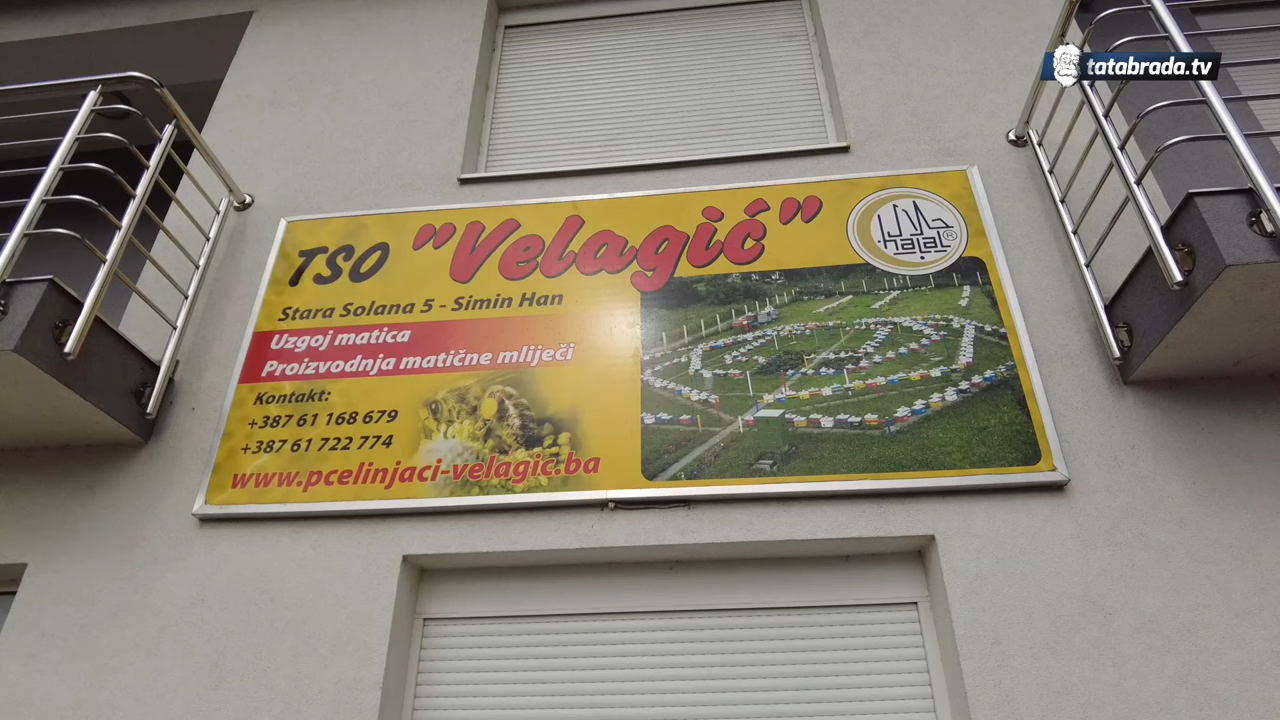 tatabrada.tv
TSO "Velagić"
حلال
halal ®
Stara Solana 5 - Simin Han
Uzgoj matica
Proizvodnja matične mliječi
Kontakt:
+387 61 168 679
+387 61 722 774
www.pcelinjaci-velagic.ba